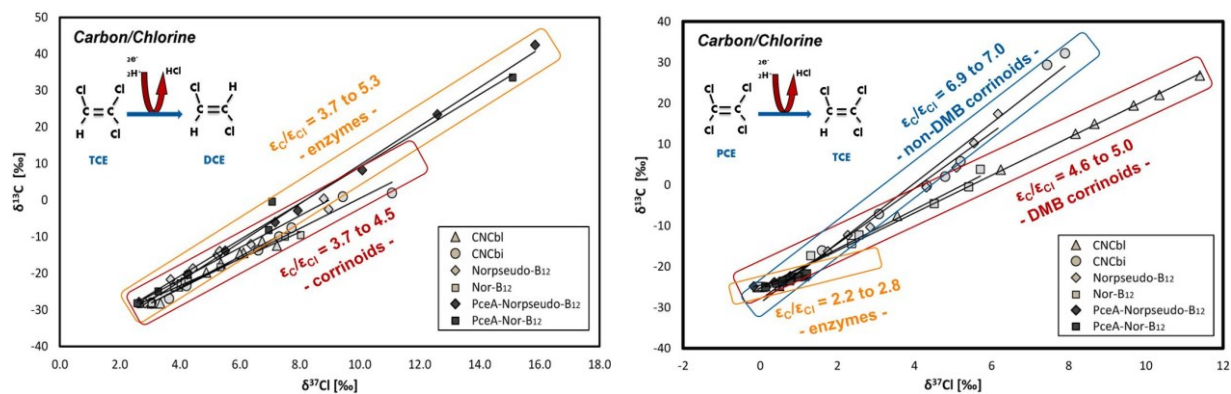 Carbon/Chlorine
2e⁻
2H⁺
HCl
Cl
Cl
H
Cl
Cl
H
H
Cl
TCE
DCE
εC/εCl = 3.7 to 5.3
- enzymes -
εC/εCl = 3.7 to 4.5
- corrinoids -
CNCbl
CNCbi
Norpseudo-B₁₂
Nor-B₁₂
PceA-Norpseudo-B₁₂
PceA-Nor-B₁₂
δ¹³C [‰]
50
40
30
20
10
0
-10
-20
-30
-40
0.0 2.0 4.0 6.0 8.0 10.0 12.0 14.0 16.0 18.0
δ³⁷Cl [‰]
Carbon/Chlorine
2e⁻
2H⁺
HCl
Cl
Cl
Cl
Cl
Cl
Cl
H
Cl
PCE
TCE
εC/εCl = 6.9 to 7.0
- non-DMB corrinoids -
εC/εCl = 4.6 to 5.0
- DMB corrinoids -
εC/εCl = 2.2 to 2.8
- enzymes -
CNCbl
CNCbi
Norpseudo-B₁₂
Nor-B₁₂
PceA-Norpseudo-B₁₂
PceA-Nor-B₁₂
δ¹³C [‰]
40
30
20
10
0
-10
-20
-30
-40
-2 0 2 4 6 8 10 12
δ³⁷Cl [‰]